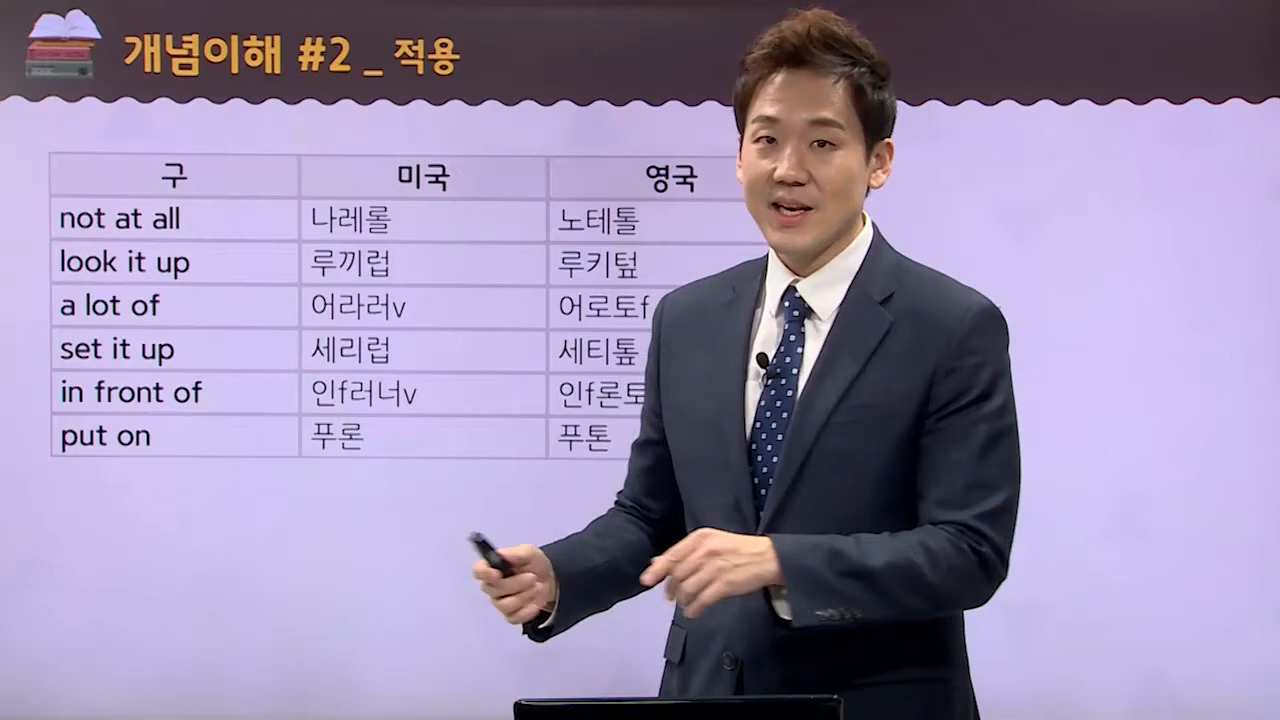 개념이해 #2 _ 적용
구 미국 영국
not at all 나레롤 노테톨
look it up 루끼럽 루키텊
a lot of 어라러v 어로토f
set it up 세리럽 세티톺
in front of 인f러너v 인f론토
put on 푸론 푸톤